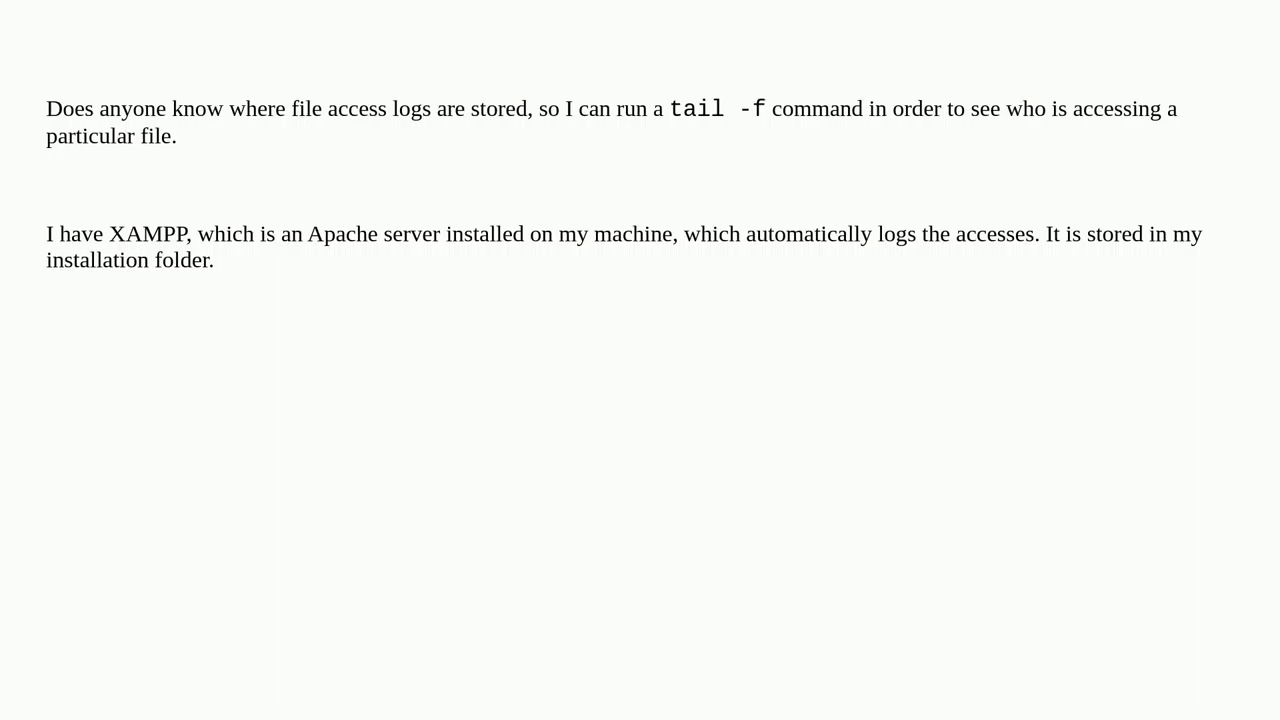 Does anyone know where file access logs are stored, so I can run a tail -f command in order to see who is accessing a
particular file.
I have XAMPP, which is an Apache server installed on my machine, which automatically logs the accesses. It is stored in my
installation folder.